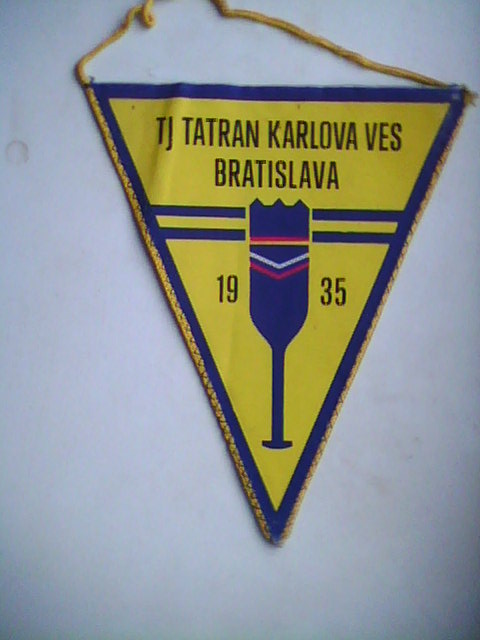 TJ TATRAN KARLOVA VES
BRATISLAVA
19 35